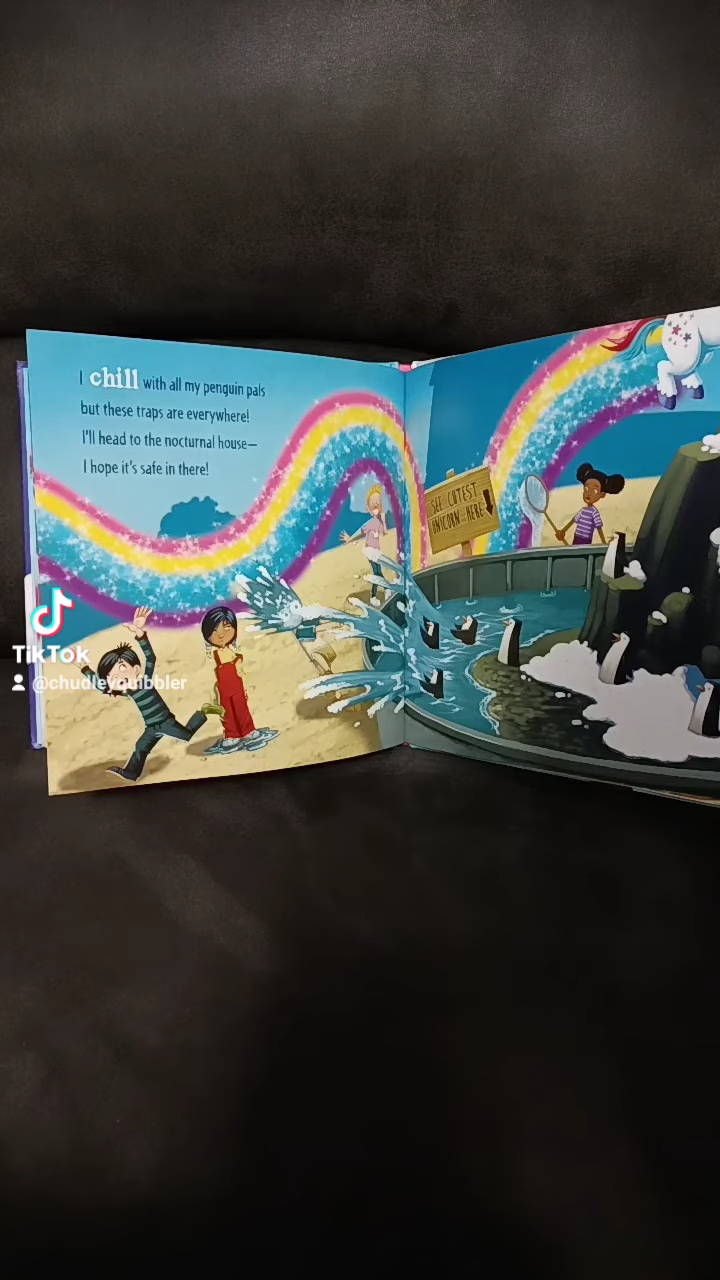 I chill with all my penguin pals
but these traps are everywhere!
I'll head to the nocturnal house—
I hope it's safe in there!
SEE CUTEST
UNICORN HERE
TikTok
@chudleyquibbler